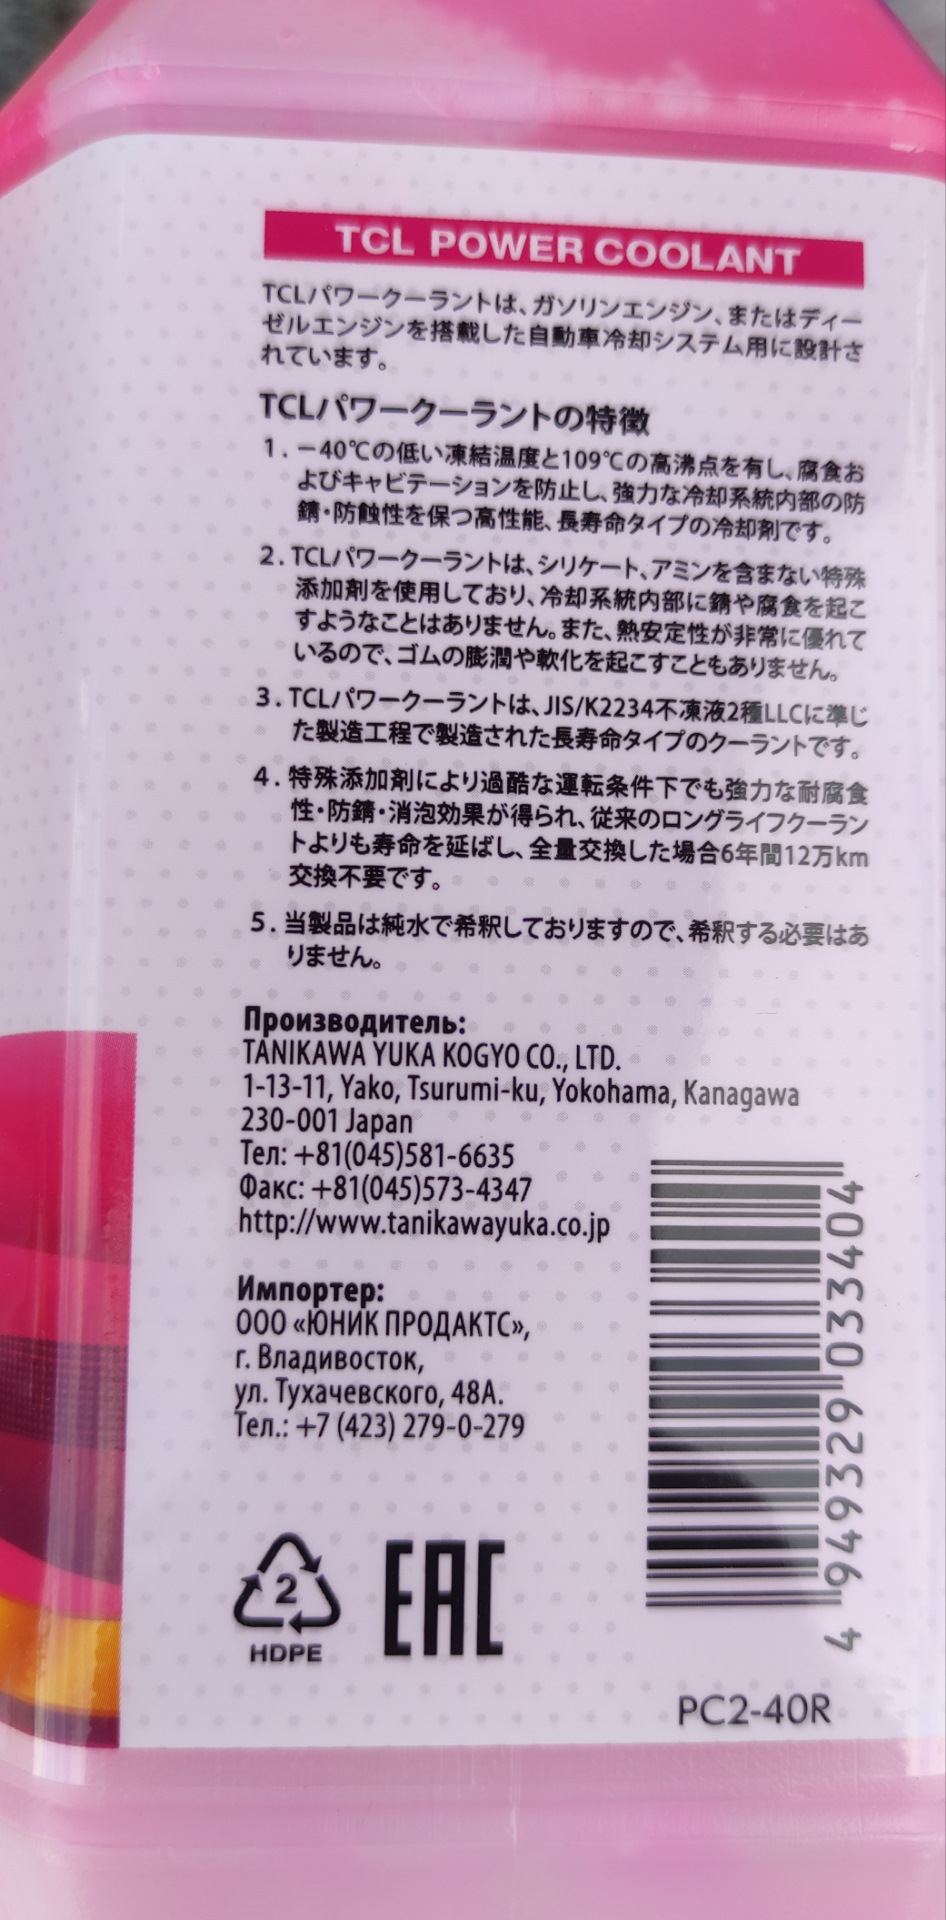 TCL POWER COOLANT
TCLパワークーラントは、ガソリンエンジン、またはディー
ゼルエンジンを搭載した自動車冷却システム用に設計さ
れています。
TCLパワークーラントの特徴
1. −40℃の低い凍結温度と109℃の高沸点を有し、腐食お
よびキャビテーションを防止し、強力な冷却系統内部の防
錆・防蝕性を保つ高性能、長寿命タイプの冷却剤です。
2. TCLパワークーラントは、シリケート、アミンを含まない特殊
添加剤を使用しており、冷却系統内部に錆や腐食を起こ
すようなことはありません。また、熱安定性が非常に優れて
いるので、ゴムの膨潤や軟化を起こすこともありません。
3. TCLパワークーラントは、JIS/K2234不凍液2種LLCに準じ
た製造工程で製造された長寿命タイプのクーラントです。
4. 特殊添加剤により過酷な運転条件下でも強力な耐腐食
性・防錆・消泡効果が得られ、従来のロングライフクーラン
トよりも寿命を延ばし、全量交換した場合6年間12万km
交換不要です。
5. 当製品は純水で希釈しておりますので、希釈する必要はあ
りません。
Производитель:
TANIKAWA YUKA KOGYO CO., LTD.
1-13-11, Yako, Tsurumi-ku, Yokohama, Kanagawa
230-001 Japan
Тел: +81(045)581-6635
Факс: +81(045)573-4347
http://www.tanikawayuka.co.jp
Импортер:
ООО «ЮНИК ПРОДАКТС»,
г. Владивосток,
ул. Тухачевского, 48А.
Тел.: +7 (423) 279-0-279
4 949329 033404
2
HDPE
EAC
PC2-40R